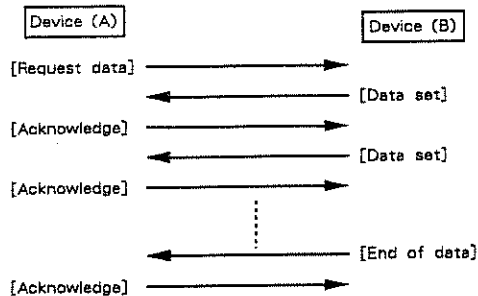 Device (A)
Device (B)
[Request data]
[Data set]
[Acknowledge]
[Data set]
[Acknowledge]
[End of data]
[Acknowledge]